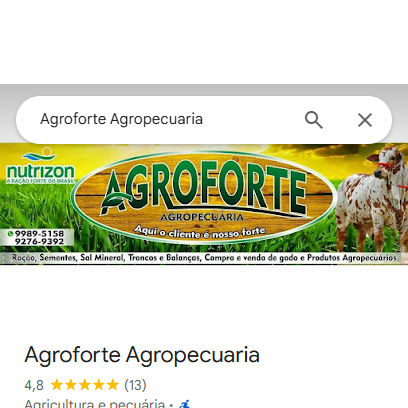 Agroforte Agropecuaria
nutrizon
A RAÇÃO FORTE DO BRASIL
AGROFORTE
AGROPECUÁRIA
Aqui o cliente é nosso forte
9989-5158
9276-9392
Ração, Sementes, Sal Mineral, Troncos e Balanças, Compra e venda de gado e Produtos Agropecuários
Agroforte Agropecuaria
4,8 (13)
Agricultura e pecuária ·